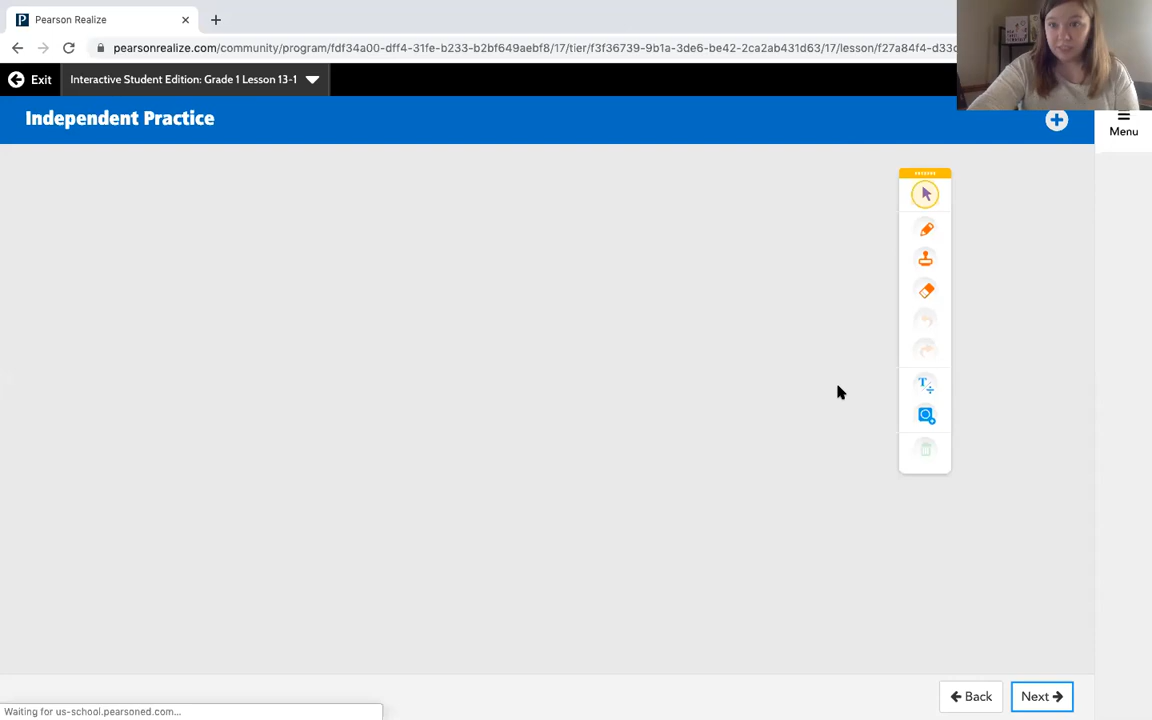 Pearson Realize
pearsonrealize.com/community/program/fdf34a00-dff4-31fe-b233-b2bf649aebf8/17/tier/f3f36739-9b1a-3de6-be42-2ca2ab431d63/17/lesson/f27a84f4-d33c
Exit
Interactive Student Edition: Grade 1 Lesson 13-1
Independent Practice
Menu
Back
Next
Waiting for us-school.pearsoned.com...